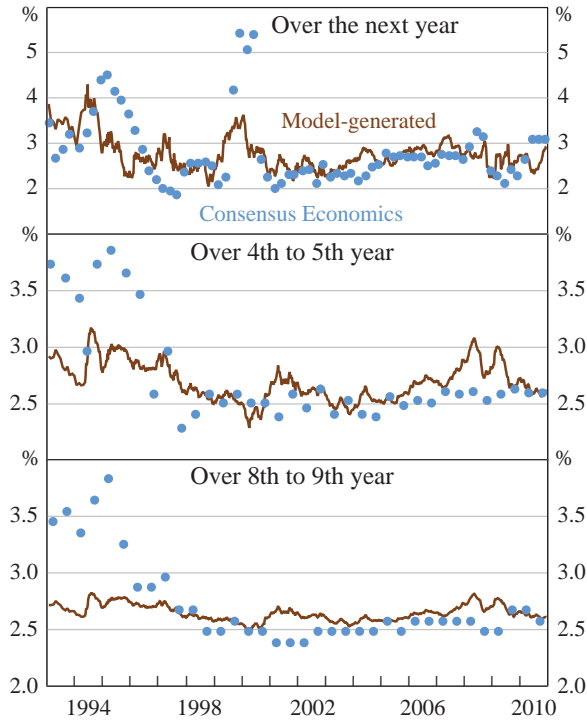 % Over the next year %
5 5
4 4
Model-generated
3 3
2 2
Consensus Economics
% Over 4th to 5th year %
3.5 3.5
3.0 3.0
2.5 2.5
% Over 8th to 9th year %
3.5 3.5
3.0 3.0
2.5 2.5
2.0 2.0
1994 1998 2002 2006 2010